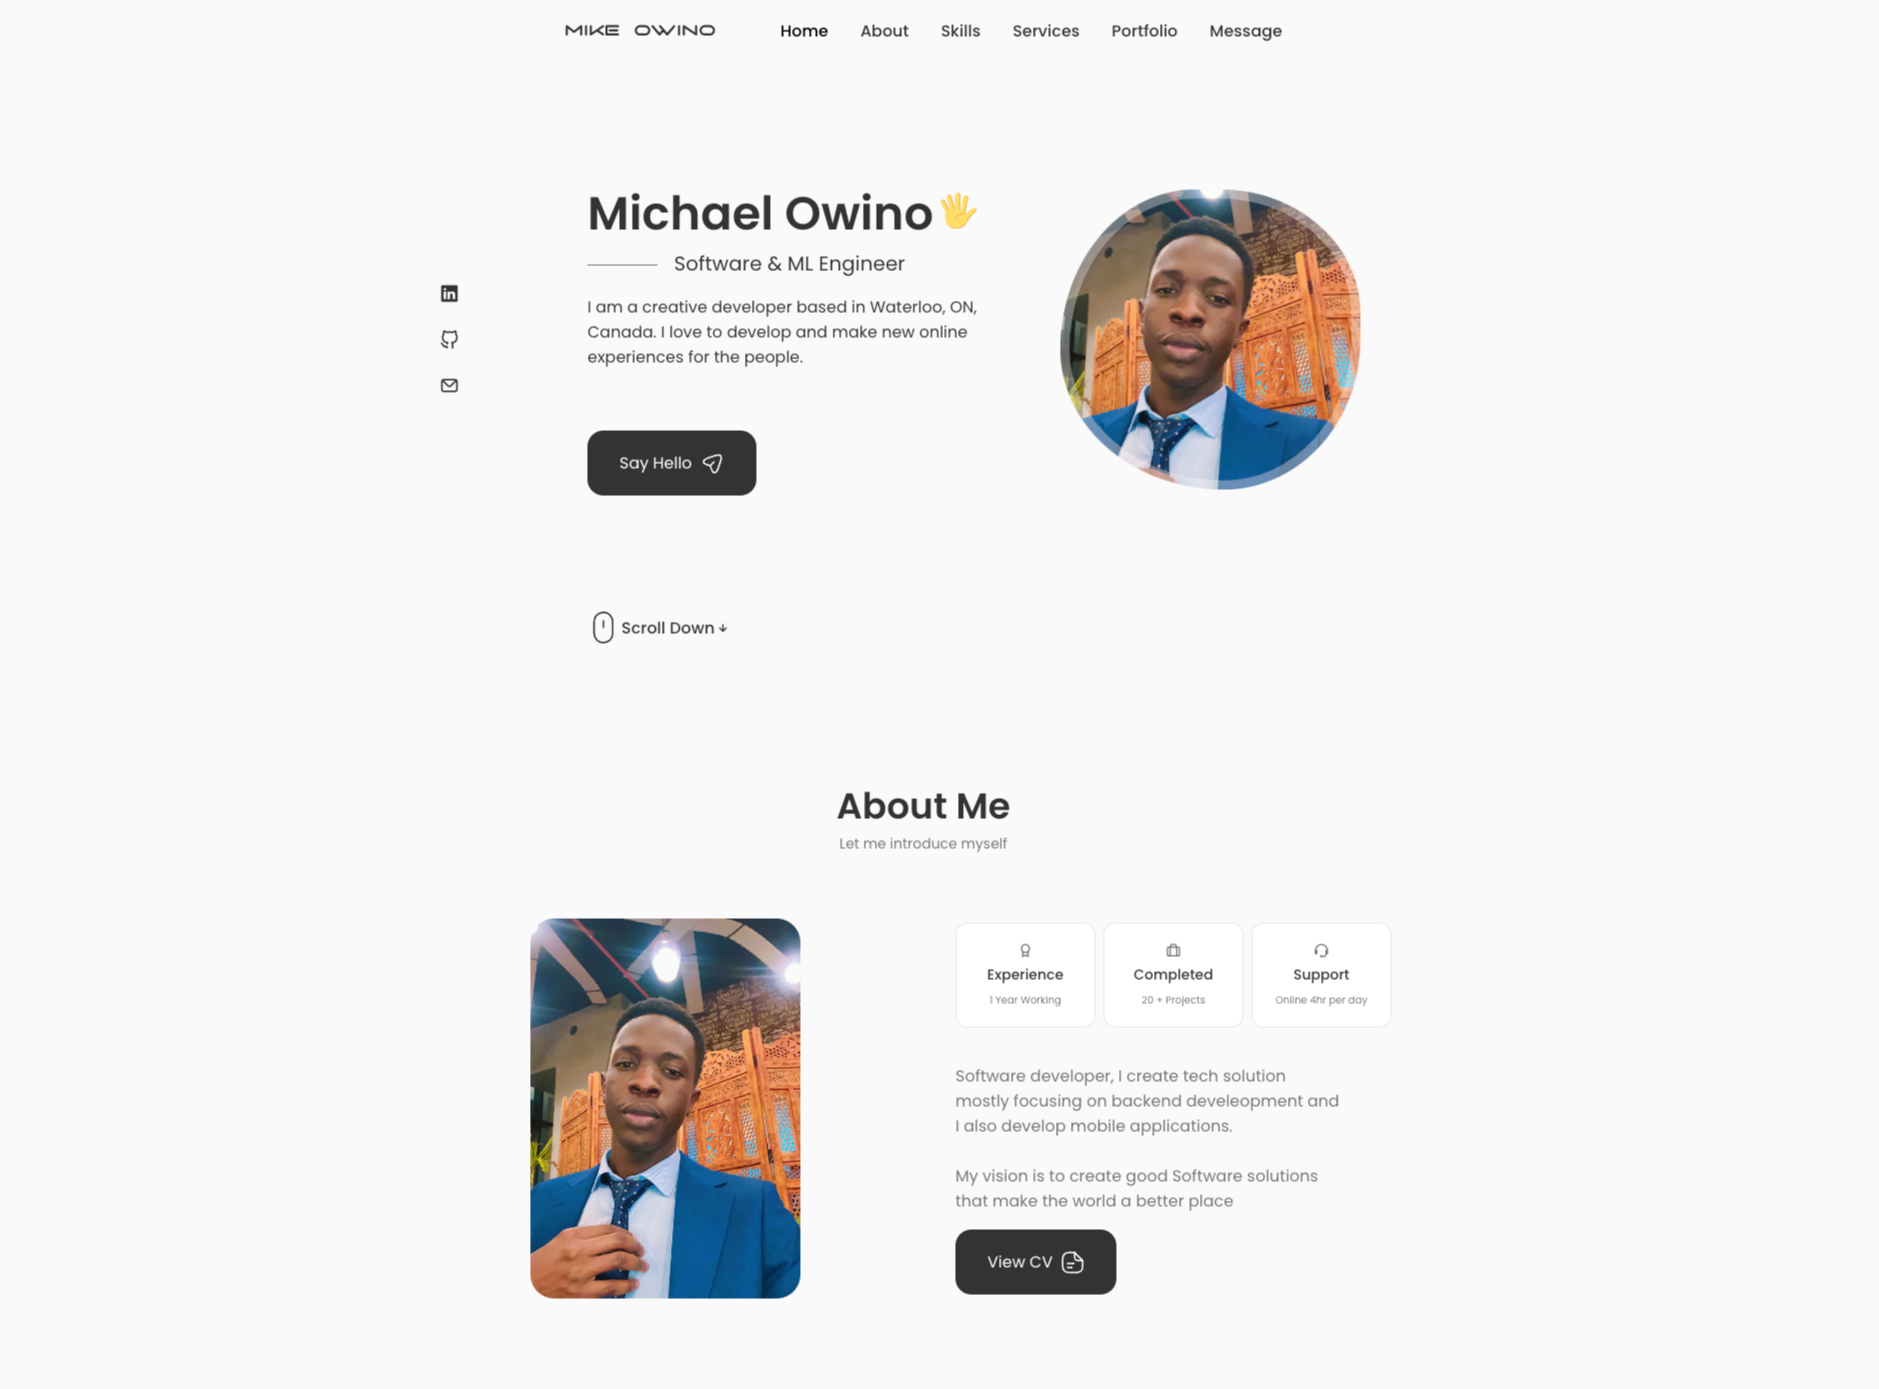 MIKE OWINO
Home About Skills Services Portfolio Message
Michael Owino
Software & ML Engineer
I am a creative developer based in Waterloo, ON,
Canada. I love to develop and make new online
experiences for the people.
Say Hello
Scroll Down
About Me
Let me introduce myself
Experience
1 Year Working
Completed
20 + Projects
Support
Online 4hr per day
Software developer, I create tech solution
mostly focusing on backend develeopment and
I also develop mobile applications.
My vision is to create good Software solutions
that make the world a better place
View CV